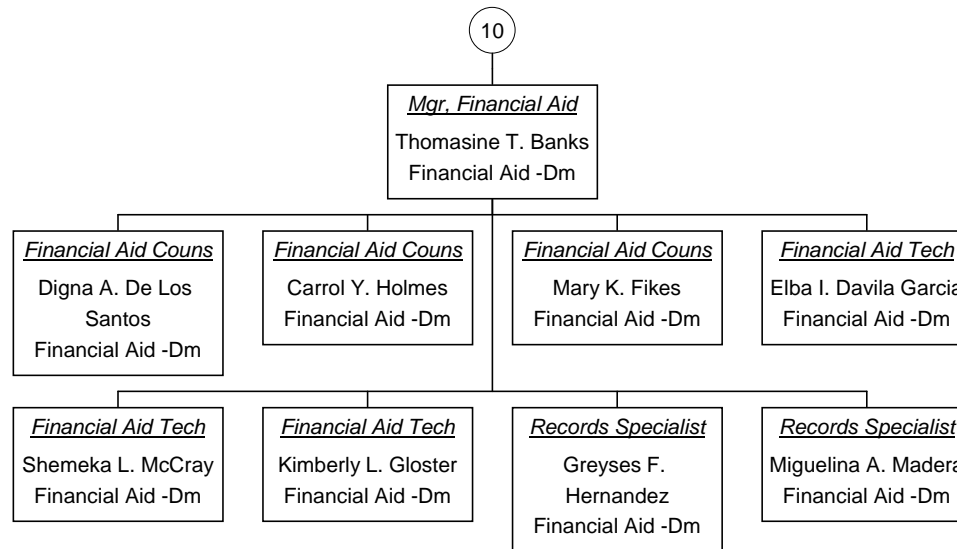 10
Mgr, Financial Aid
Thomasine T. Banks
Financial Aid -Dm
Financial Aid Couns
Digna A. De Los
Santos
Financial Aid -Dm
Financial Aid Couns
Carrol Y. Holmes
Financial Aid -Dm
Financial Aid Couns
Mary K. Fikes
Financial Aid -Dm
Financial Aid Tech
Elba I. Davila Garcia
Financial Aid -Dm
Financial Aid Tech
Shemeka L. McCray
Financial Aid -Dm
Financial Aid Tech
Kimberly L. Gloster
Financial Aid -Dm
Records Specialist
Greyses F.
Hernandez
Financial Aid -Dm
Records Specialist
Miguelina A. Madera
Financial Aid -Dm